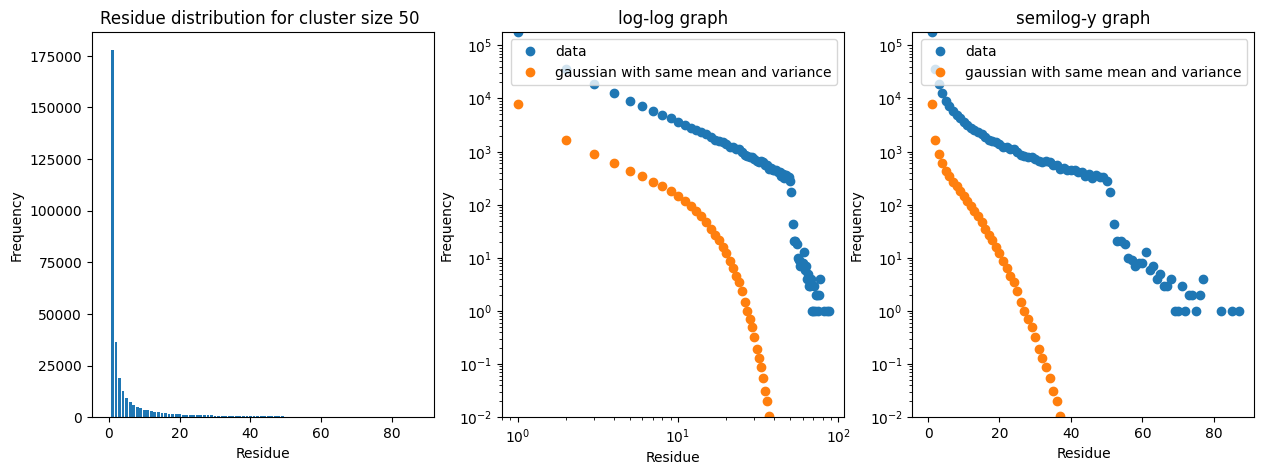 Residue distribution for cluster size 50
175000
150000
125000
100000
75000
50000
25000
0
0 20 40 60 80
Residue
Frequency
log-log graph
data
gaussian with same mean and variance
10^5
10^4
10^3
10^2
10^1
10^0
10^-1
10^-2
10^0 10^1 10^2
Residue
Frequency
semilog-y graph
data
gaussian with same mean and variance
10^5
10^4
10^3
10^2
10^1
10^0
10^-1
10^-2
0 20 40 60 80
Residue
Frequency